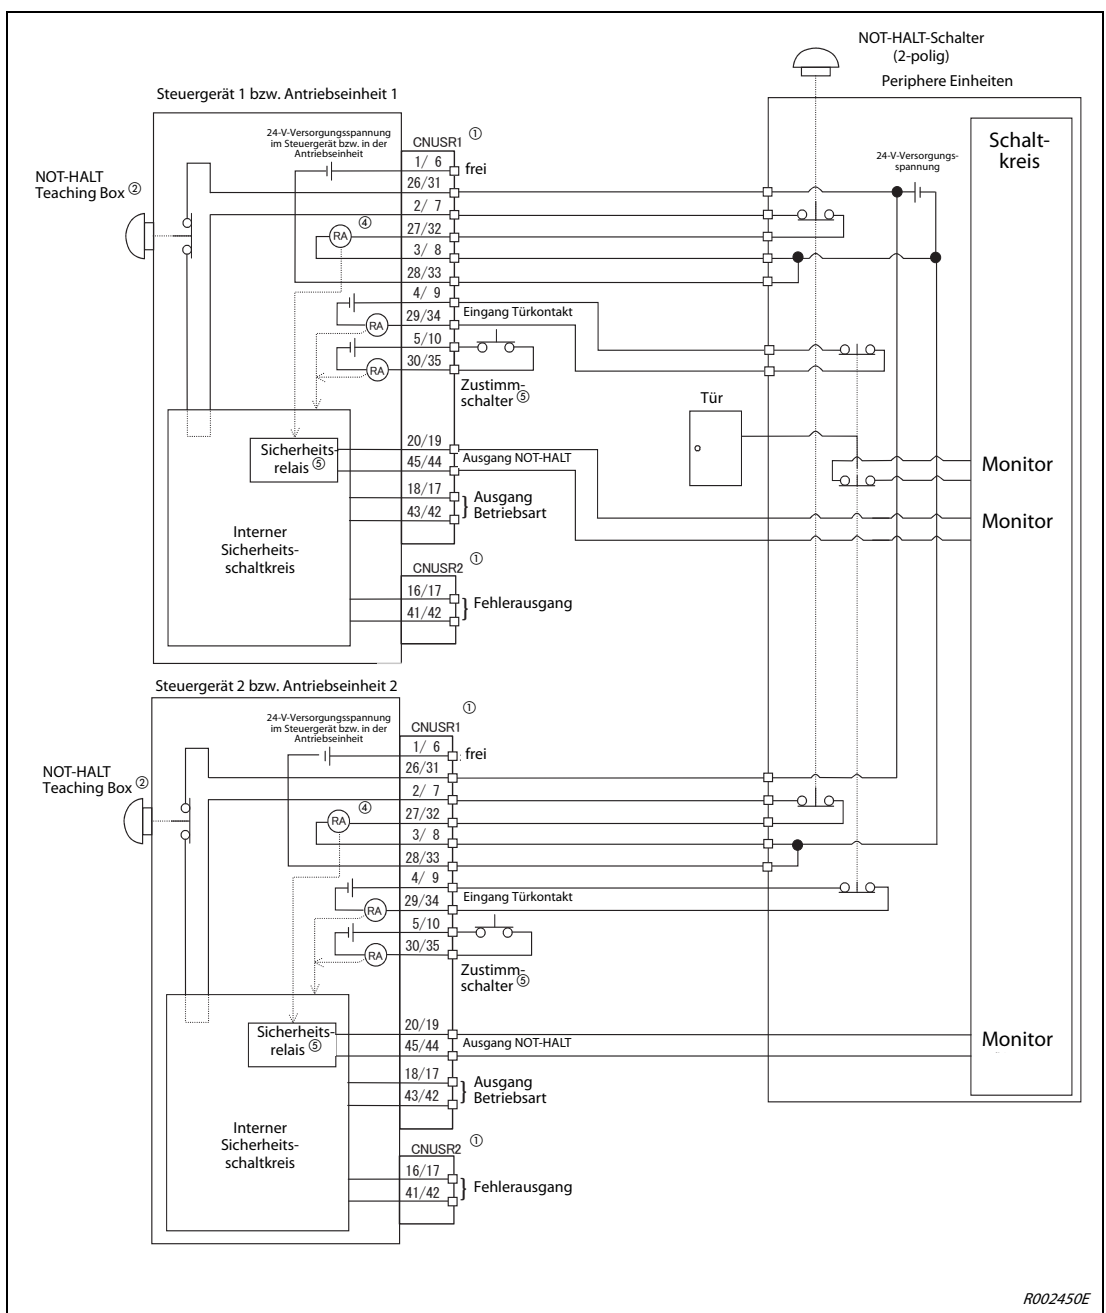 NOT-HALT-Schalter
(2-polig)
Periphere Einheiten
Steuergerät 1 bzw. Antriebseinheit 1
24-V-Versorgungsspannung
im Steuergerät bzw. in der
Antriebseinheit
CNUSR1 ①
NOT-HALT
Teaching Box ②
1/ 6
frei
26/31
2/ 7
27/32
RA ④
3/ 8
28/33
4/ 9
Eingang Türkontakt
29/34
RA
5/10
30/35
RA
Zustimm-
schalter ⑤
24-V-Versorgungs-
spannung
Schalt-
kreis
Tür
Sicherheits-
relais ⑤
20/19
Ausgang NOT-HALT
45/44
18/17
43/42
Ausgang
Betriebsart
Monitor
Monitor
Interner
Sicherheits-
schaltkreis
CNUSR2 ①
16/17
41/42
Fehlerausgang
Steuergerät 2 bzw. Antriebseinheit 2
24-V-Versorgungsspannung
im Steuergerät bzw. in der
Antriebseinheit
CNUSR1 ①
NOT-HALT
Teaching Box ②
1/ 6
frei
26/31
2/ 7
27/32
RA ④
3/ 8
28/33
4/ 9
Eingang Türkontakt
29/34
RA
5/10
30/35
RA
Zustimm-
schalter ⑤
Sicherheits-
relais ⑤
20/19
Ausgang NOT-HALT
45/44
18/17
43/42
Ausgang
Betriebsart
Monitor
Interner
Sicherheits-
schaltkreis
CNUSR2 ①
16/17
41/42
Fehlerausgang
R002450E